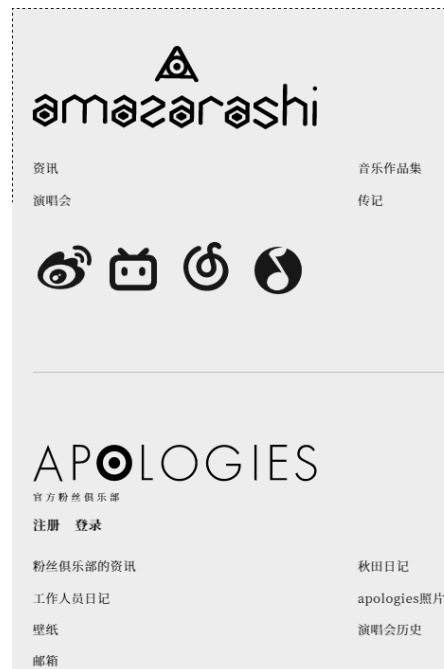 amazarashi
资讯 音乐作品集
演唱会 传记
APOLOGIES
官方粉丝俱乐部
注册 登录
粉丝俱乐部的资讯 秋田日记
工作人员日记 apologies照片
壁纸 演唱会历史
邮箱